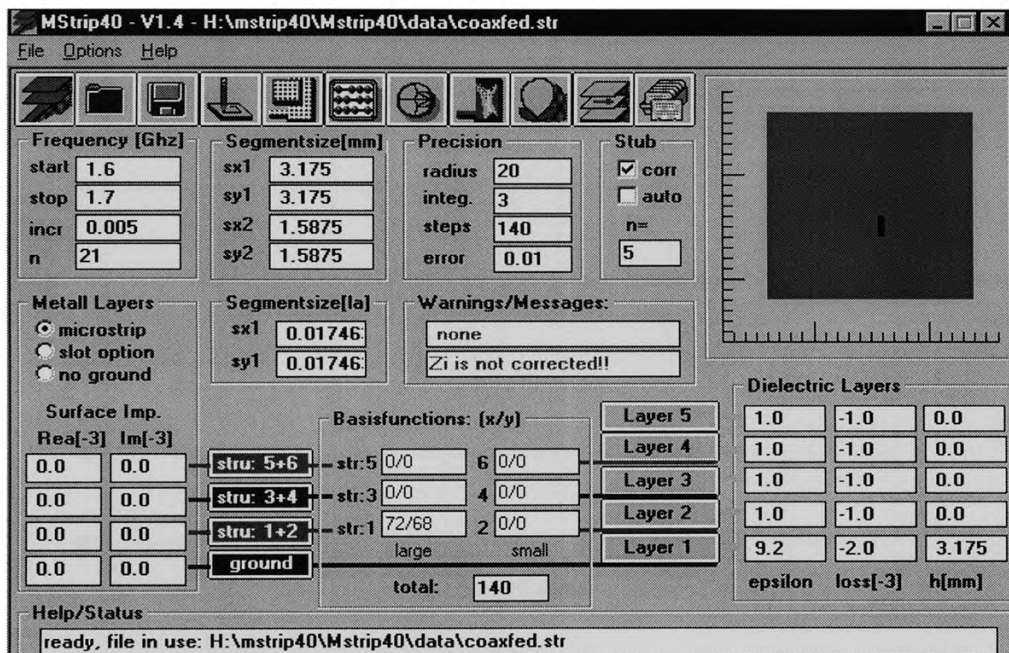 MStrip40 - V1.4 - H:\mstrip40\Mstrip40\data\coaxfed.str
File Options Help
Frequency [Ghz]
start 1.6
stop 1.7
incr 0.005
n 21
Segmentsize[mm]
sx1 3.175
sy1 3.175
sx2 1.5875
sy2 1.5875
Precision
radius 20
integ. 3
steps 140
error 0.01
Stub
corr
auto
n=
5
Metall Layers
microstrip
slot option
no ground
Segmentsize[la]
sx1 0.01746
sy1 0.01746
Warnings/Messages:
none
Zi is not corrected!!
Surface Imp.
Rea[-3] Im[-3]
0.0 0.0
0.0 0.0
0.0 0.0
0.0 0.0
stru: 5+6
stru: 3+4
stru: 1+2
ground
Basisfunctions: (x/y)
str:5 0/0 6 0/0
str:3 0/0 4 0/0
str:1 72/68 2 0/0
large small
total: 140
Layer 5
Layer 4
Layer 3
Layer 2
Layer 1
Dielectric Layers
1.0 -1.0 0.0
1.0 -1.0 0.0
1.0 -1.0 0.0
1.0 -1.0 0.0
9.2 -2.0 3.175
epsilon loss[-3] h[mm]
Help/Status
ready, file in use: H:\mstrip40\Mstrip40\data\coaxfed.str